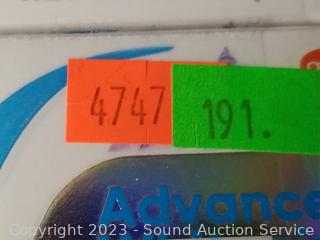 4747
191.
Advance
Copyright 2023 - Sound Auction Service